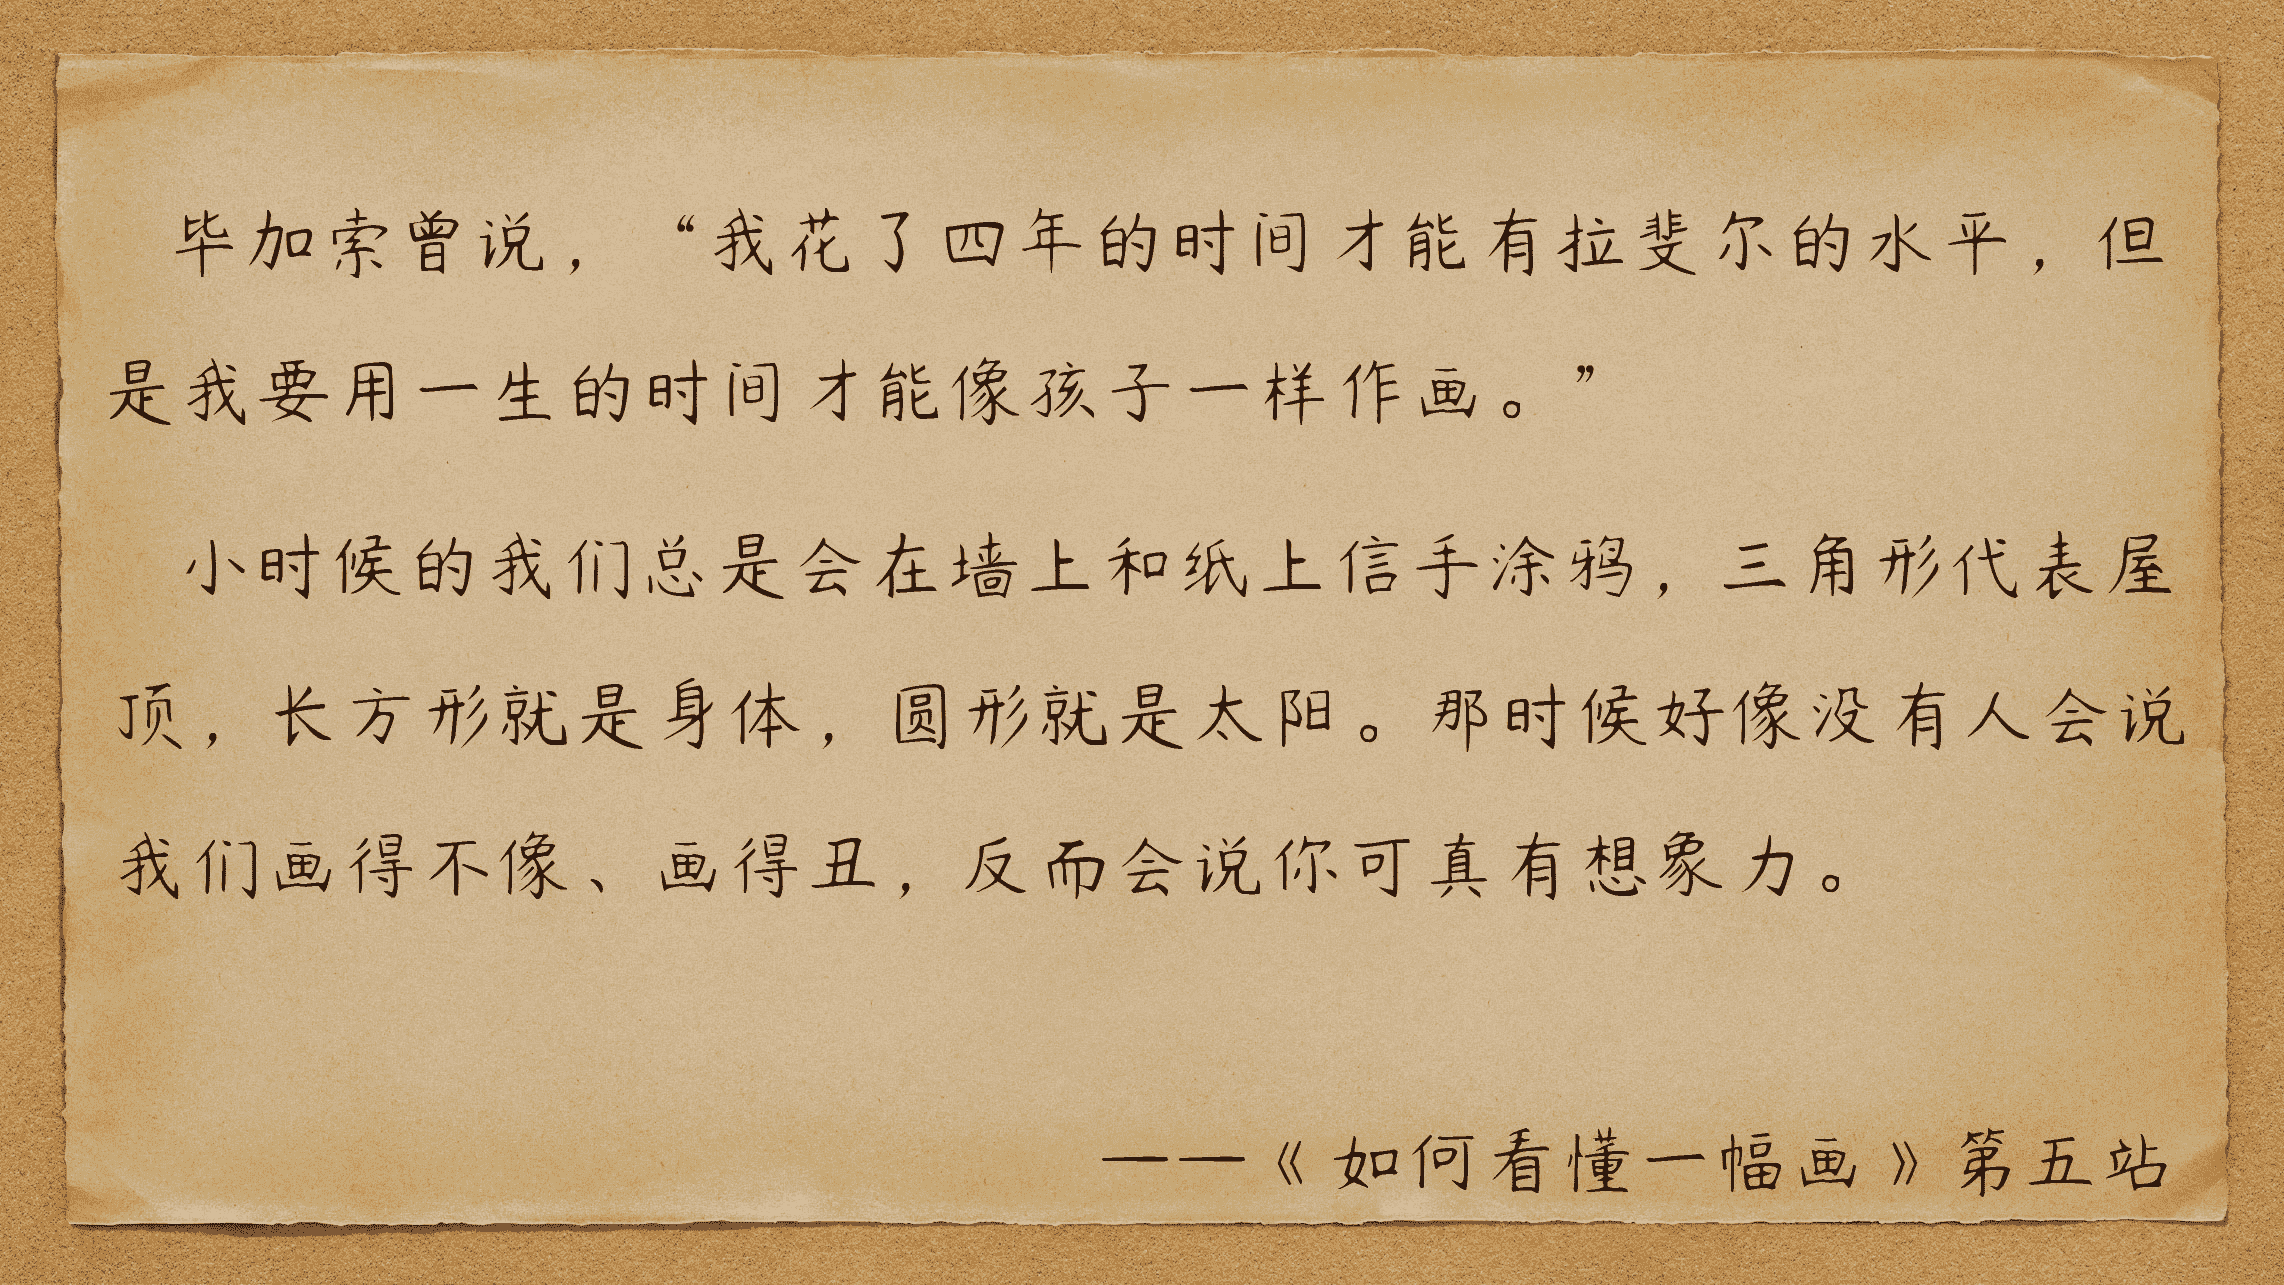 毕加索曾说，“我花了四年的时间才能有拉斐尔的水平，但
是我要用一生的时间才能像孩子一样作画。”
小时候的我们总是会在墙上和纸上信手涂鸦，三角形代表屋
顶，长方形就是身体，圆形就是太阳。那时候好像没有人会说
我们画得不像、画得丑，反而会说你可真有想象力。
——《如何看懂一幅画》第五站